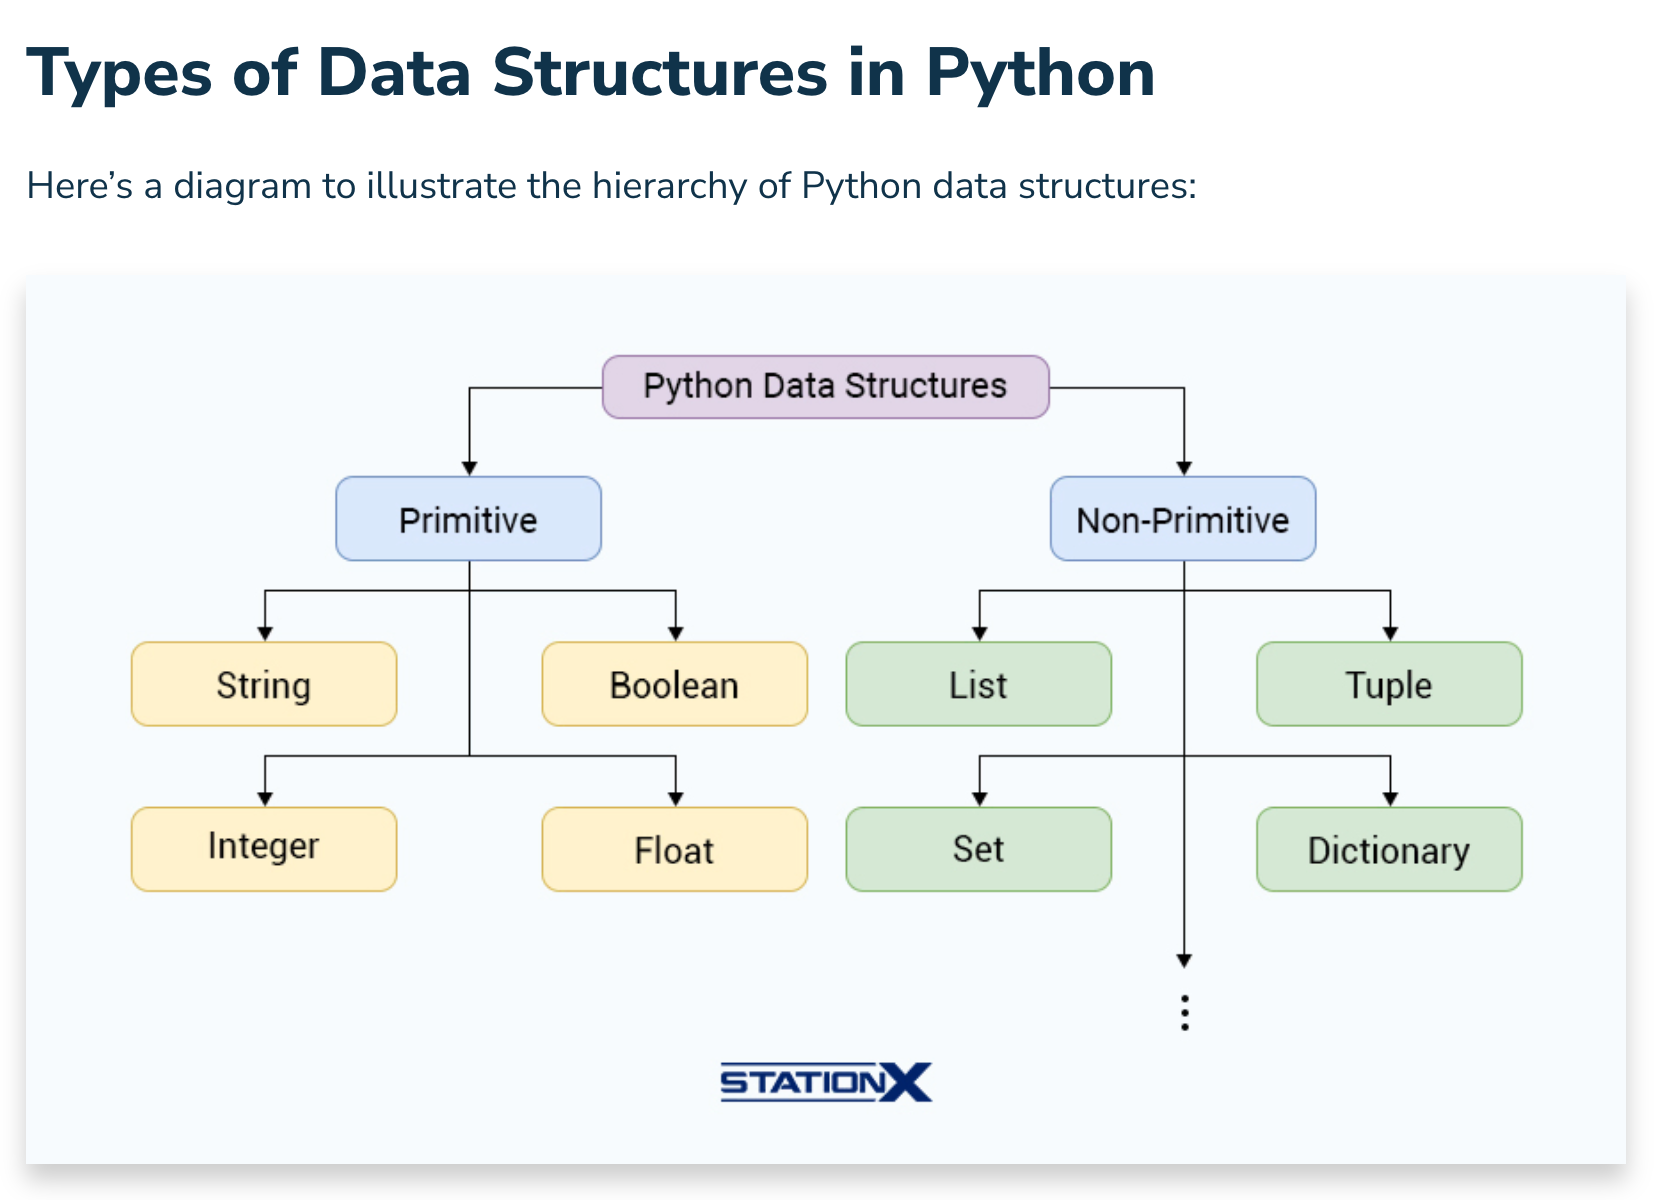 Types of Data Structures in Python
Here’s a diagram to illustrate the hierarchy of Python data structures:
Python Data Structures
Primitive
Non-Primitive
String
Boolean
List
Tuple
Integer
Float
Set
Dictionary
STATIONX